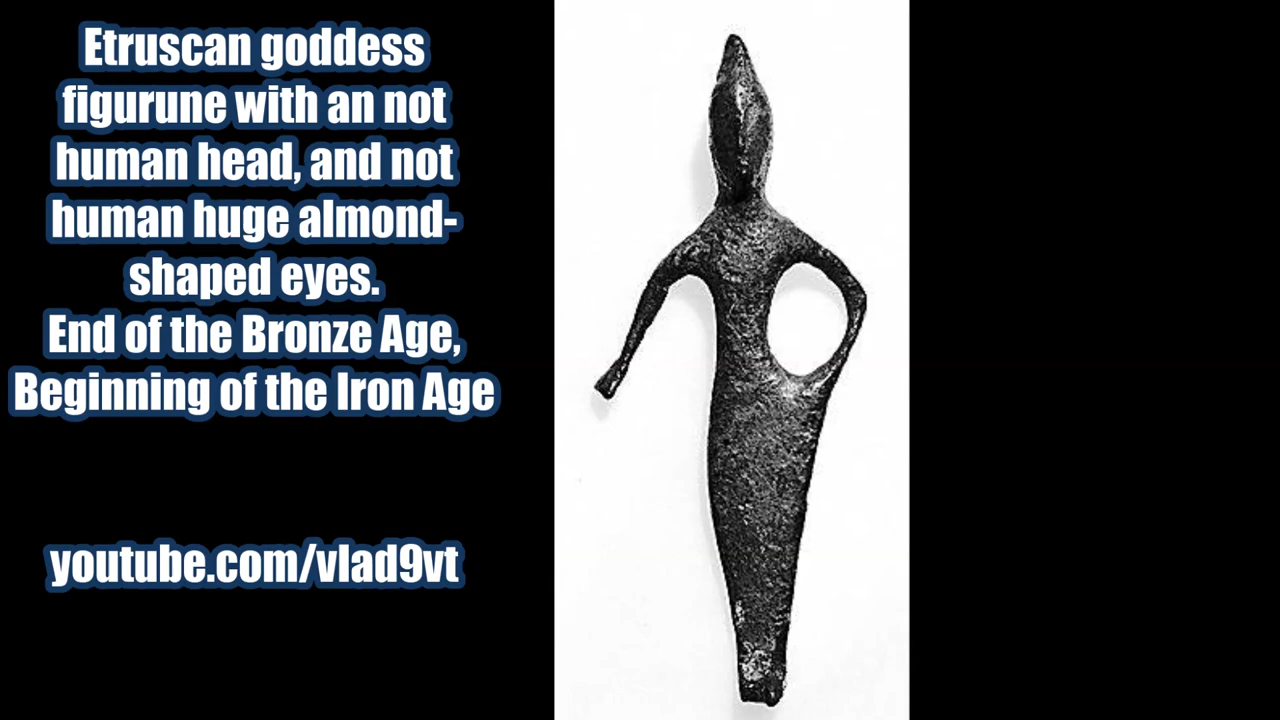 Etruscan goddess
figurune with an not
human head, and not
human huge almond-
shaped eyes.
End of the Bronze Age,
Beginning of the Iron Age
youtube.com/vlad9vt